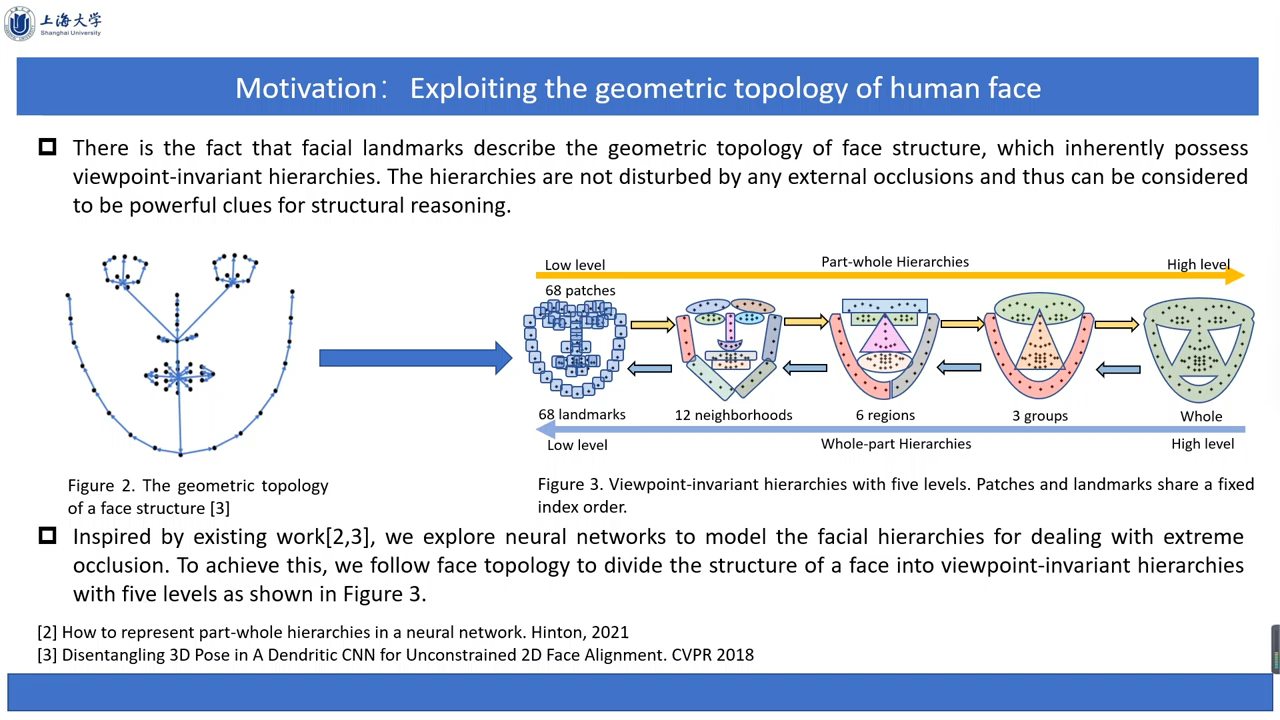 上海大学
Shanghai University
Motivation： Exploiting the geometric topology of human face
There is the fact that facial landmarks describe the geometric topology of face structure, which inherently possess
viewpoint-invariant hierarchies. The hierarchies are not disturbed by any external occlusions and thus can be considered
to be powerful clues for structural reasoning.
Low level
Part-whole Hierarchies
High level
68 patches
68 landmarks
12 neighborhoods
6 regions
3 groups
Whole
Low level
Whole-part Hierarchies
High level
Figure 2. The geometric topology
of a face structure [3]
Figure 3. Viewpoint-invariant hierarchies with five levels. Patches and landmarks share a fixed
index order.
Inspired by existing work[2,3], we explore neural networks to model the facial hierarchies for dealing with extreme
occlusion. To achieve this, we follow face topology to divide the structure of a face into viewpoint-invariant hierarchies
with five levels as shown in Figure 3.
[2] How to represent part-whole hierarchies in a neural network. Hinton, 2021
[3] Disentangling 3D Pose in A Dendritic CNN for Unconstrained 2D Face Alignment. CVPR 2018